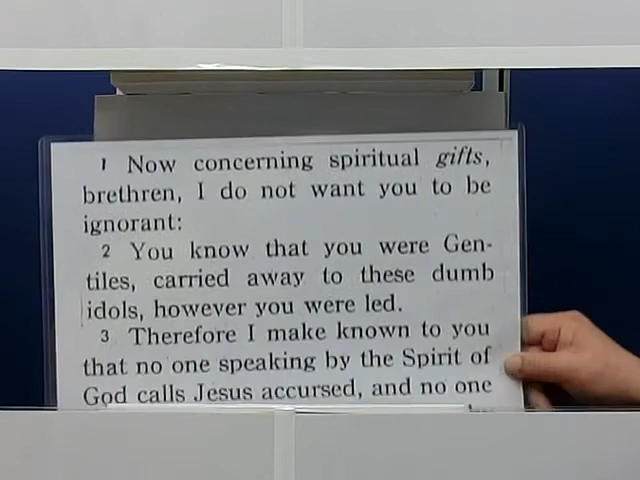 1 Now concerning spiritual gifts,
brethren, I do not want you to be
ignorant:
2 You know that you were Gen-
tiles, carried away to these dumb
idols, however you were led.
3 Therefore I make known to you
that no one speaking by the Spirit of
God calls Jesus accursed, and no one